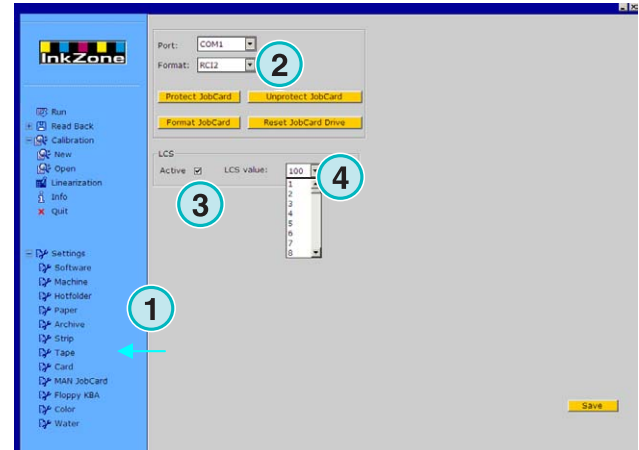 InkZone
Run
Read Back
Calibration
New
Open
Linearization
Info
Quit
Settings
Software
Machine
Hotfolder
Paper
Archive
Strip
Tape
Card
MAN JobCard
Floppy KBA
Color
Water
1
Port: COM1
Format: RCI2
2
Protect JobCard Unprotect JobCard
Format JobCard Reset JobCard Drive
LCS
Active LCS value: 100
3
4
1
2
3
4
5
6
7
8
Save